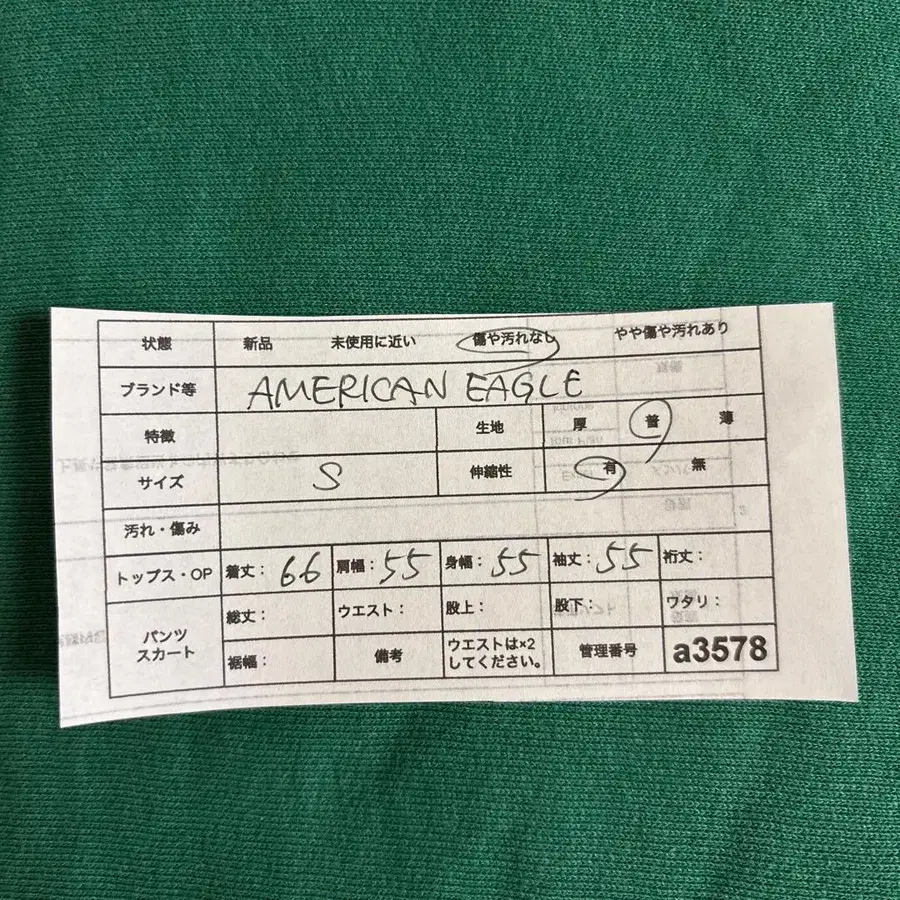 状態 新品 未使用に近い 傷や汚れなし やや傷や汚れあり
ブランド等 AMERICAN EAGLE
特徴 生地 厚 普 薄
サイズ S 伸縮性 有 無
汚れ・傷み
トップス・OP 着丈: 66 肩幅: 55 身幅: 55 袖丈: 55 裄丈:
パンツ スカート 総丈: ウエスト: 股上: 股下: ワタリ:
裾幅: 備考 ウエストは×2 してください。 管理番号 a3578